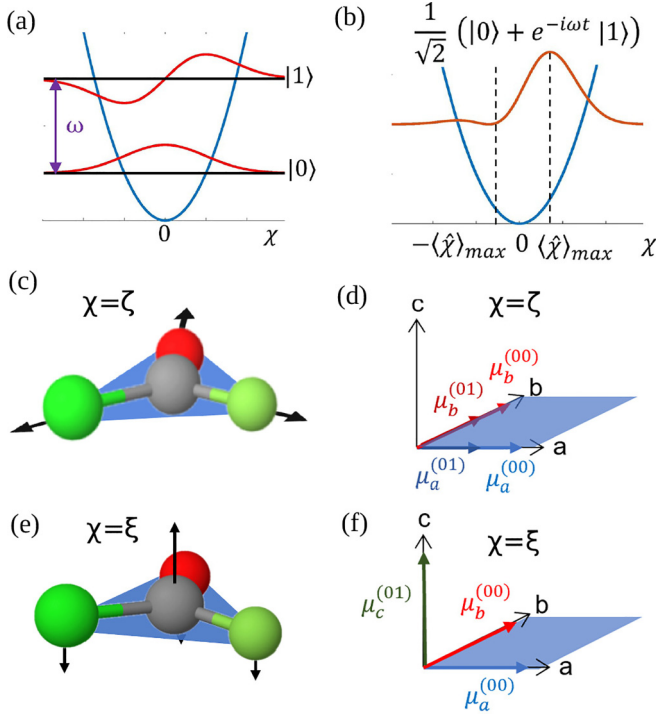 (a)
|1⟩
ω
|0⟩
0
χ
(b)
1/√2 (|0⟩ + e^{-iωt} |1⟩)
-⟨χ̂⟩_max 0 ⟨χ̂⟩_max χ
(c)
χ=ζ
(d)
χ=ζ
c
μ_b^(00)
μ_b^(01)
b
a
μ_a^(01) μ_a^(00)
(e)
χ=ξ
(f)
χ=ξ
c
μ_c^(01)
μ_b^(00)
b
a
μ_a^(00)